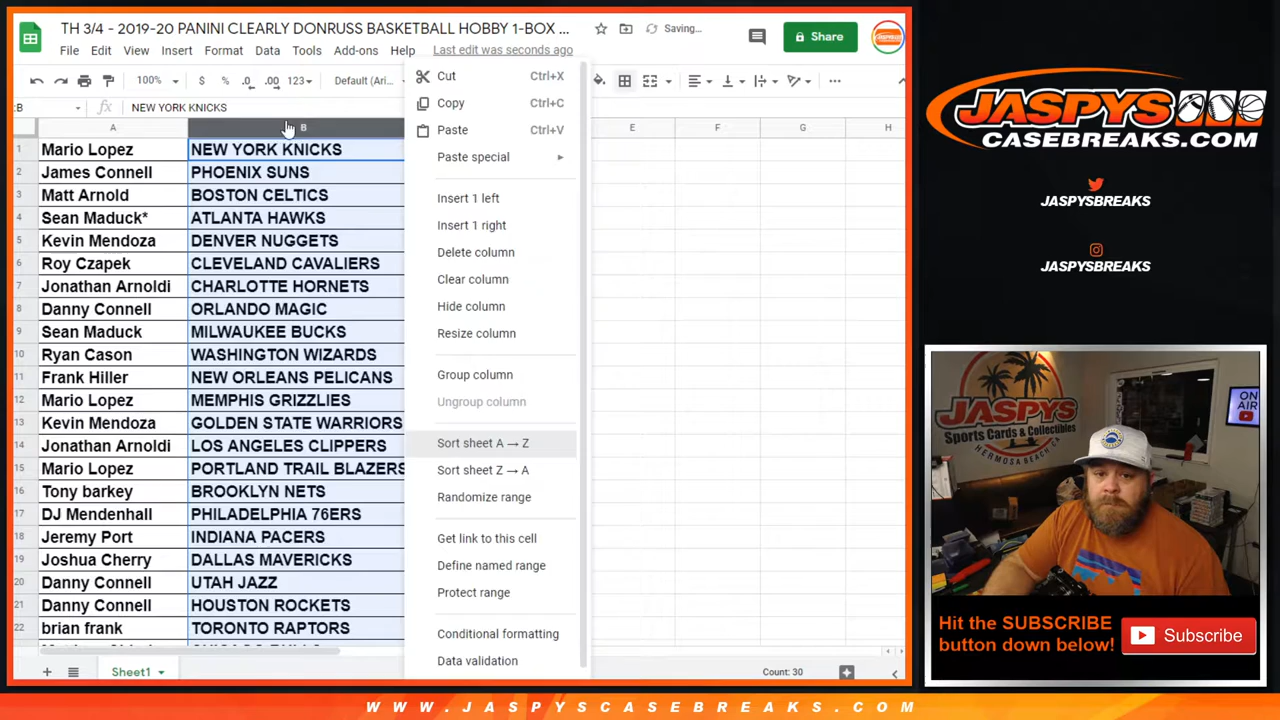 TH 3/4 - 2019-20 PANINI CLEARLY DONRUSS BASKETBALL HOBBY 1-BOX ...
Saving...
Share
File Edit View Insert Format Data Tools Add-ons Help Last edit was seconds ago
100% $ % .0 .00 123 Default (Ari...
:B fx NEW YORK KNICKS
A B E F G H
1 Mario Lopez NEW YORK KNICKS
2 James Connell PHOENIX SUNS
3 Matt Arnold BOSTON CELTICS
4 Sean Maduck* ATLANTA HAWKS
5 Kevin Mendoza DENVER NUGGETS
6 Roy Czapek CLEVELAND CAVALIERS
7 Jonathan Arnoldi CHARLOTTE HORNETS
8 Danny Connell ORLANDO MAGIC
9 Sean Maduck MILWAUKEE BUCKS
10 Ryan Cason WASHINGTON WIZARDS
11 Frank Hiller NEW ORLEANS PELICANS
12 Mario Lopez MEMPHIS GRIZZLIES
13 Kevin Mendoza GOLDEN STATE WARRIORS
14 Jonathan Arnoldi LOS ANGELES CLIPPERS
15 Mario Lopez PORTLAND TRAIL BLAZERS
16 Tony barkey BROOKLYN NETS
17 DJ Mendenhall PHILADELPHIA 76ERS
18 Jeremy Port INDIANA PACERS
19 Joshua Cherry DALLAS MAVERICKS
20 Danny Connell UTAH JAZZ
21 Danny Connell HOUSTON ROCKETS
22 brian frank TORONTO RAPTORS
Cut Ctrl+X
Copy Ctrl+C
Paste Ctrl+V
Paste special
Insert 1 left
Insert 1 right
Delete column
Clear column
Hide column
Resize column
Group column
Ungroup column
Sort sheet A → Z
Sort sheet Z → A
Randomize range
Get link to this cell
Define named range
Protect range
Conditional formatting
Data validation
Sheet1
Count: 30
JASPYS
CASEBREAKS.COM
JASPYSBREAKS
JASPYSBREAKS
JASPYS
Sports Cards & Collectibles
HERMOSA BEACH, CA
ON
AIR
Hit the SUBSCRIBE
button down below!
Subscribe
WWW.JASPYSCASEBREAKS.COM